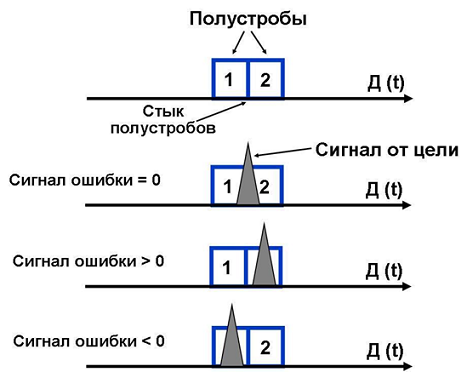 Полустробы
1 2
Д (t)
Стык
полустробов
Сигнал от цели
Сигнал ошибки = 0
1 2
Д (t)
Сигнал ошибки > 0
1
Д (t)
Сигнал ошибки < 0
2
Д (t)